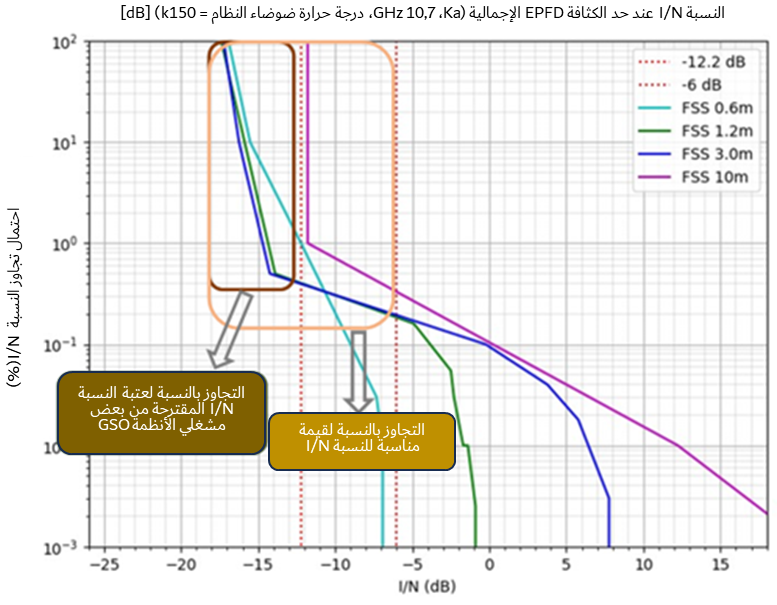 النسبة I/N عند حد الكثافة EPFD الإجمالية (Ka، 10,7 GHz، درجة حرارة ضوضاء النظام = k150) [dB]
-12.2 dB
-6 dB
FSS 0.6m
FSS 1.2m
FSS 3.0m
FSS 10m
احتمال تجاوز النسبة I/N(%)
10²
10¹
10⁰
10⁻¹
10
10⁻³
التجاوز بالنسبة لعتبة النسبة
I/N المقترحة من بعض
مشغلي الأنظمة GSO
التجاوز بالنسبة لقيمة
مناسبة للنسبة I/N
−25
−20
−15
−10
−5
0
5
10
15
I/N (dB)